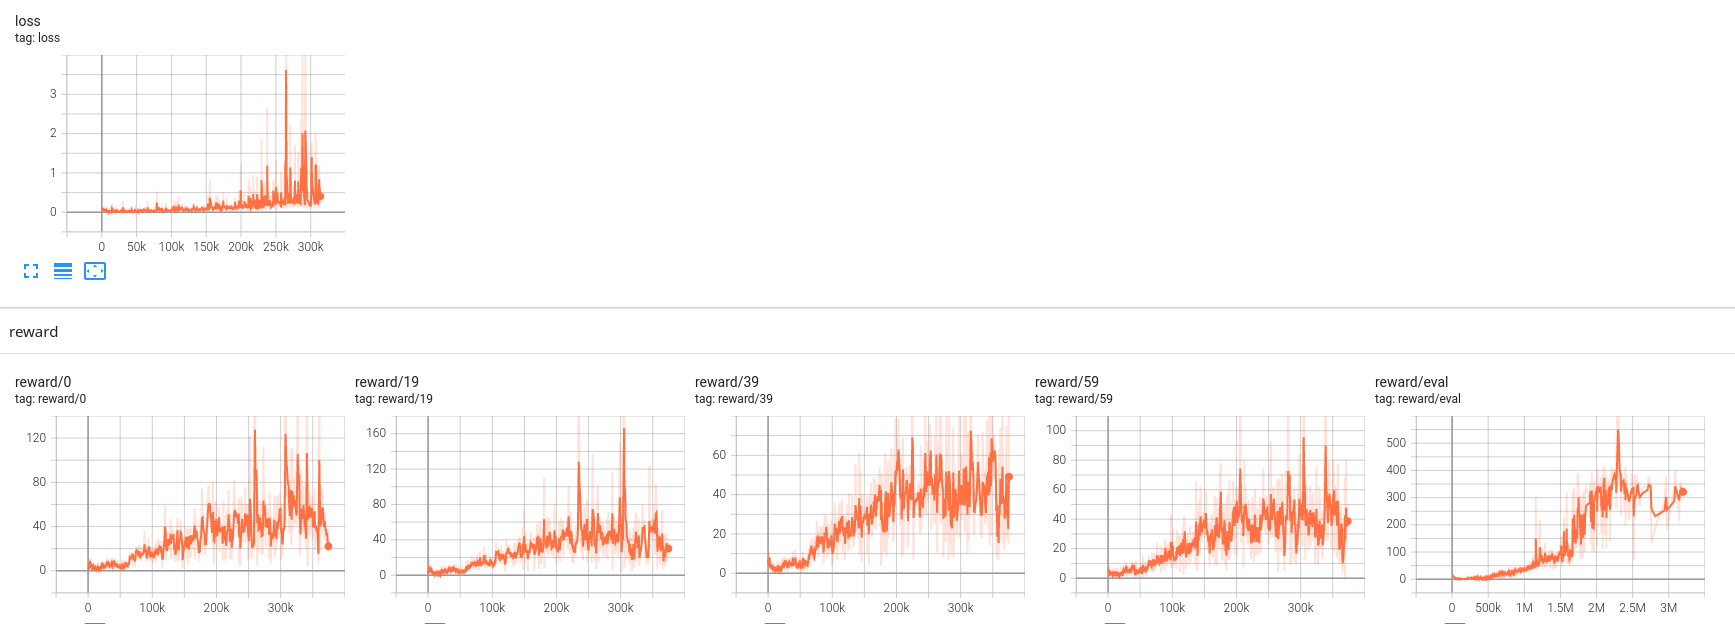 loss
tag: loss
3
2
1
0
0 50k 100k 150k 200k 250k 300k
reward
reward/0
tag: reward/0
120
80
40
0
0 100k 200k 300k
reward/19
tag: reward/19
160
120
80
40
0
0 100k 200k 300k
reward/39
tag: reward/39
60
40
20
0
0 100k 200k 300k
reward/59
tag: reward/59
100
80
60
40
20
0
0 100k 200k 300k
reward/eval
tag: reward/eval
500
400
300
200
100
0
0 500k 1M 1.5M 2M 2.5M 3M